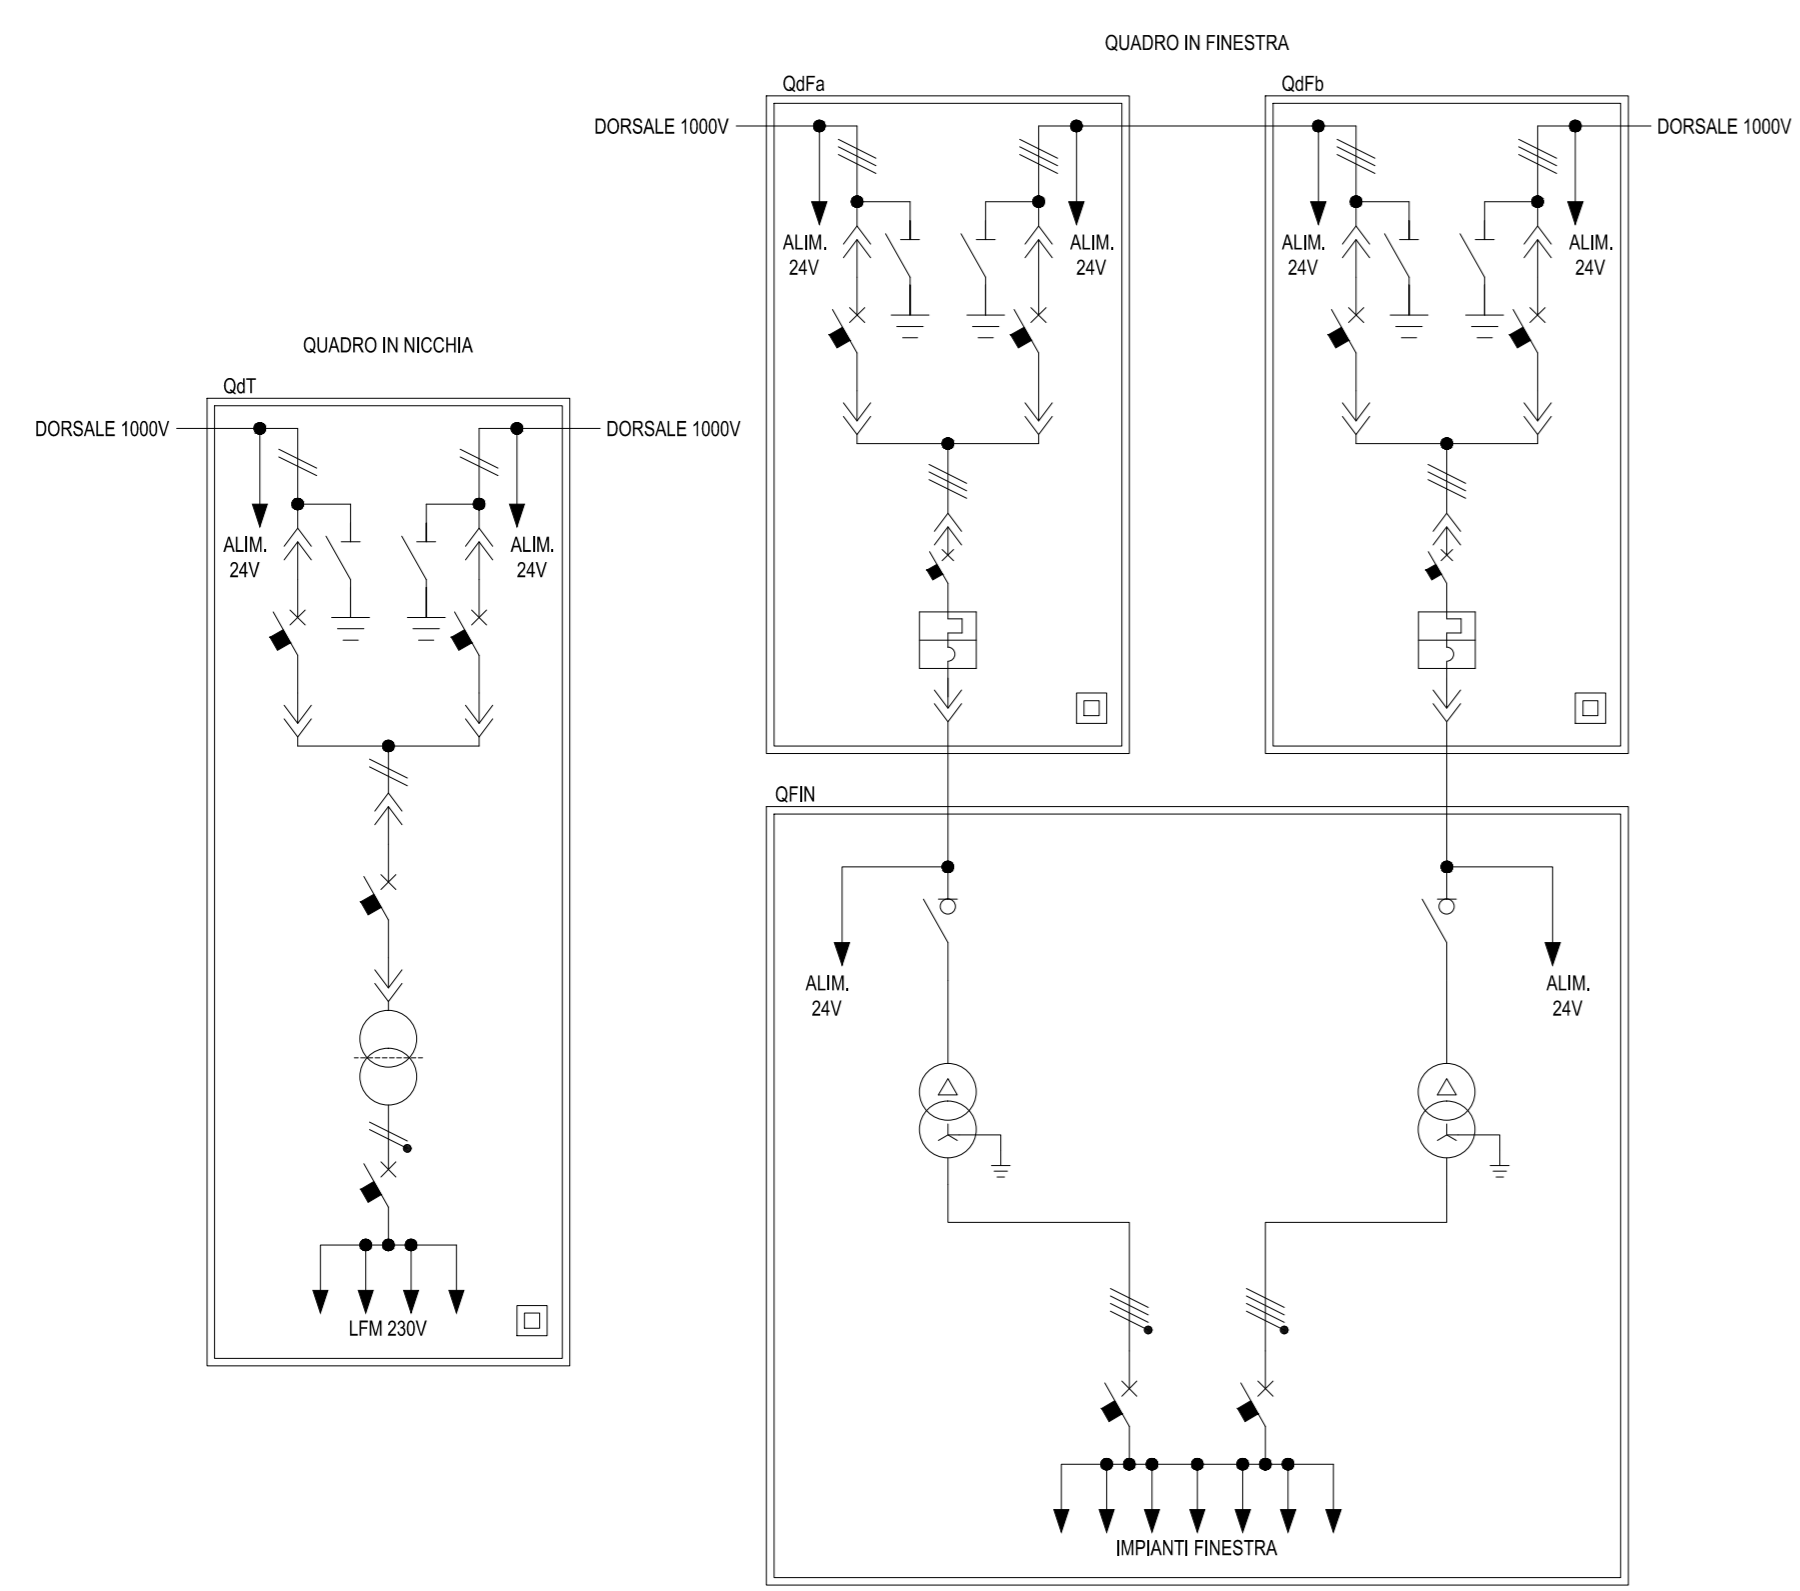 QUADRO IN FINESTRA
QdFa
QdFb
DORSALE 1000V
DORSALE 1000V
ALIM.
24V
ALIM.
24V
ALIM.
24V
ALIM.
24V
QUADRO IN NICCHIA
QdT
DORSALE 1000V
DORSALE 1000V
ALIM.
24V
ALIM.
24V
LFM 230V
QFIN
ALIM.
24V
ALIM.
24V
IMPIANTI FINESTRA